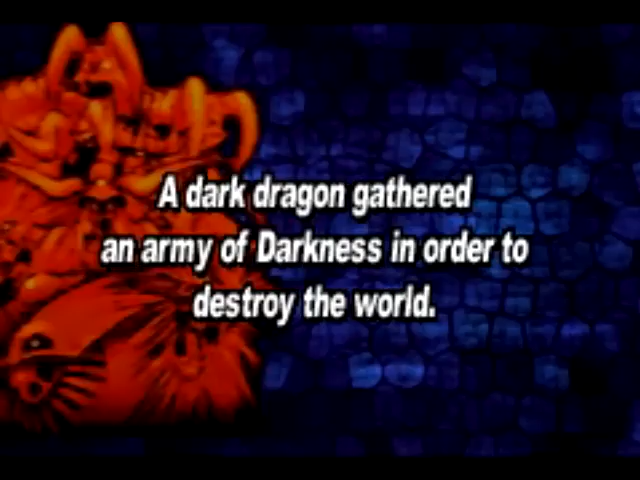 A dark dragon gathered
an army of Darkness in order to
destroy the world.